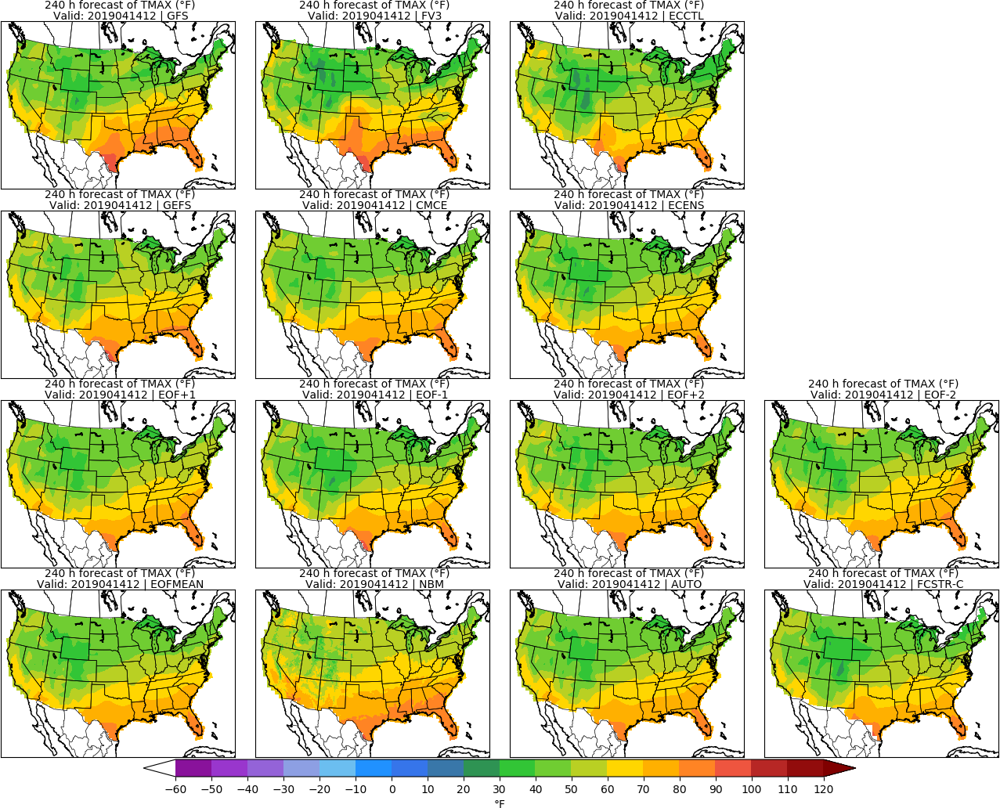 240 h forecast of TMAX (°F)
Valid: 2019041412 | GFS
240 h forecast of TMAX (°F)
Valid: 2019041412 | FV3
240 h forecast of TMAX (°F)
Valid: 2019041412 | ECCTL
240 h forecast of TMAX (°F)
Valid: 2019041412 | GEFS
240 h forecast of TMAX (°F)
Valid: 2019041412 | CMCE
240 h forecast of TMAX (°F)
Valid: 2019041412 | ECENS
240 h forecast of TMAX (°F)
Valid: 2019041412 | EOF+1
240 h forecast of TMAX (°F)
Valid: 2019041412 | EOF-1
240 h forecast of TMAX (°F)
Valid: 2019041412 | EOF+2
240 h forecast of TMAX (°F)
Valid: 2019041412 | EOF-2
240 h forecast of TMAX (°F)
Valid: 2019041412 | EOFMEAN
240 h forecast of TMAX (°F)
Valid: 2019041412 | NBM
240 h forecast of TMAX (°F)
Valid: 2019041412 | AUTO
240 h forecast of TMAX (°F)
Valid: 2019041412 | FCSTR-C
−60 −50 −40 −30 −20 −10 0 10 20 30 40 50 60 70 80 90 100 110 120
°F